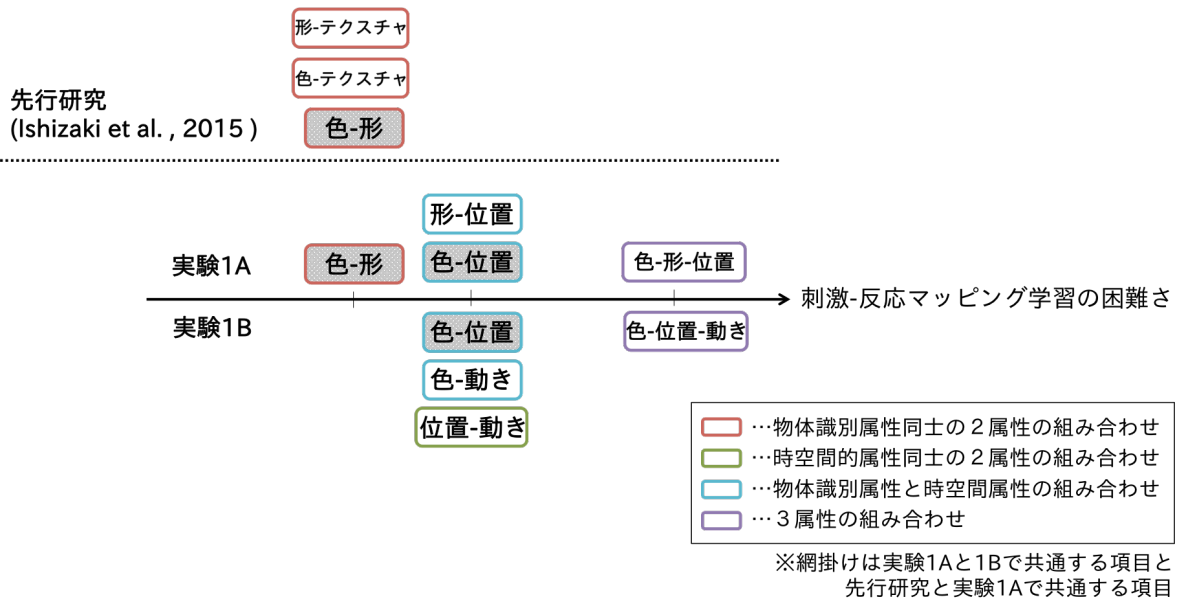 形-テクスチャ
色-テクスチャ
先行研究
(Ishizaki et al. , 2015 )
色-形
形-位置
実験1A
色-形
色-位置
色-形-位置
刺激-反応マッピング学習の困難さ
実験1B
色-位置
色-位置-動き
色-動き
位置-動き
…物体識別属性同士の２属性の組み合わせ
…時空間的属性同士の２属性の組み合わせ
…物体識別属性と時空間属性の組み合わせ
…３属性の組み合わせ
※網掛けは実験1Aと1Bで共通する項目と
先行研究と実験1Aで共通する項目